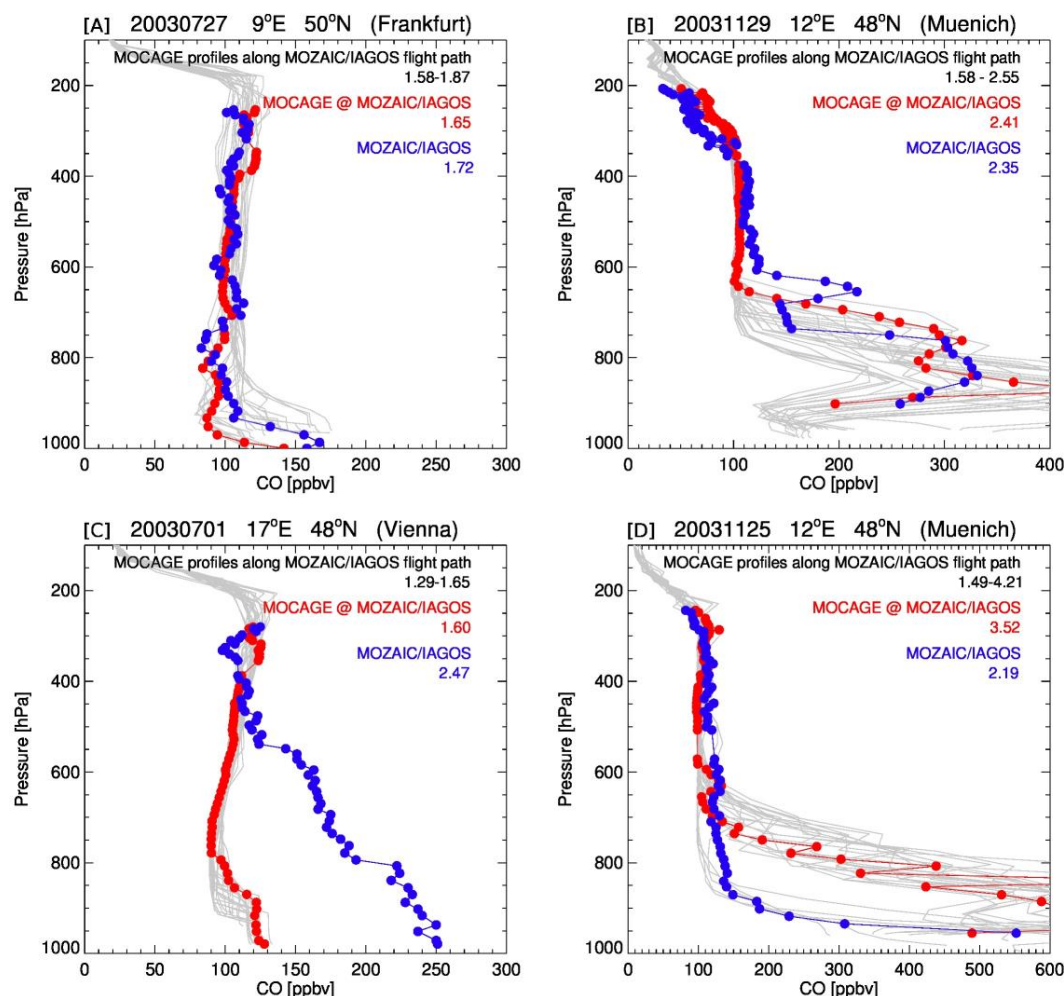 [A] 20030727 9°E 50°N (Frankfurt)
MOCAGE profiles along MOZAIC/IAGOS flight path
1.58-1.87
MOCAGE @ MOZAIC/IAGOS
1.65
MOZAIC/IAGOS
1.72
Pressure [hPa]
200
400
600
800
1000
0 50 100 150 200 250 300
CO [ppbv]
[B] 20031129 12°E 48°N (Muenich)
MOCAGE profiles along MOZAIC/IAGOS flight path
1.58 - 2.55
MOCAGE @ MOZAIC/IAGOS
2.41
MOZAIC/IAGOS
2.35
Pressure [hPa]
200
400
600
800
1000
0 100 200 300 400
CO [ppbv]
[C] 20030701 17°E 48°N (Vienna)
MOCAGE profiles along MOZAIC/IAGOS flight path
1.29-1.65
MOCAGE @ MOZAIC/IAGOS
1.60
MOZAIC/IAGOS
2.47
Pressure [hPa]
200
400
600
800
1000
0 50 100 150 200 250 300
CO [ppbv]
[D] 20031125 12°E 48°N (Muenich)
MOCAGE profiles along MOZAIC/IAGOS flight path
1.49-4.21
MOCAGE @ MOZAIC/IAGOS
3.52
MOZAIC/IAGOS
2.19
Pressure [hPa]
200
400
600
800
1000
0 100 200 300 400 500 600
CO [ppbv]